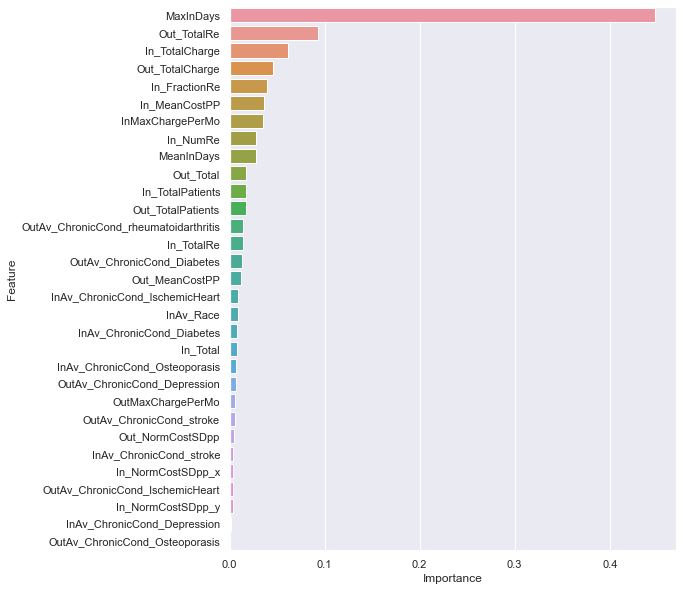 MaxInDays
Out_TotalRe
In_TotalCharge
Out_TotalCharge
In_FractionRe
In_MeanCostPP
InMaxChargePerMo
In_NumRe
MeanInDays
Out_Total
In_TotalPatients
Out_TotalPatients
OutAv_ChronicCond_rheumatoidarthritis
In_TotalRe
OutAv_ChronicCond_Diabetes
Out_MeanCostPP
InAv_ChronicCond_IschemicHeart
InAv_Race
InAv_ChronicCond_Diabetes
In_Total
InAv_ChronicCond_Osteoporasis
OutAv_ChronicCond_Depression
OutMaxChargePerMo
OutAv_ChronicCond_stroke
Out_NormCostSDpp
InAv_ChronicCond_stroke
In_NormCostSDpp_x
OutAv_ChronicCond_IschemicHeart
In_NormCostSDpp_y
InAv_ChronicCond_Depression
OutAv_ChronicCond_Osteoporasis
Feature
0.0 0.1 0.2 0.3 0.4
Importance